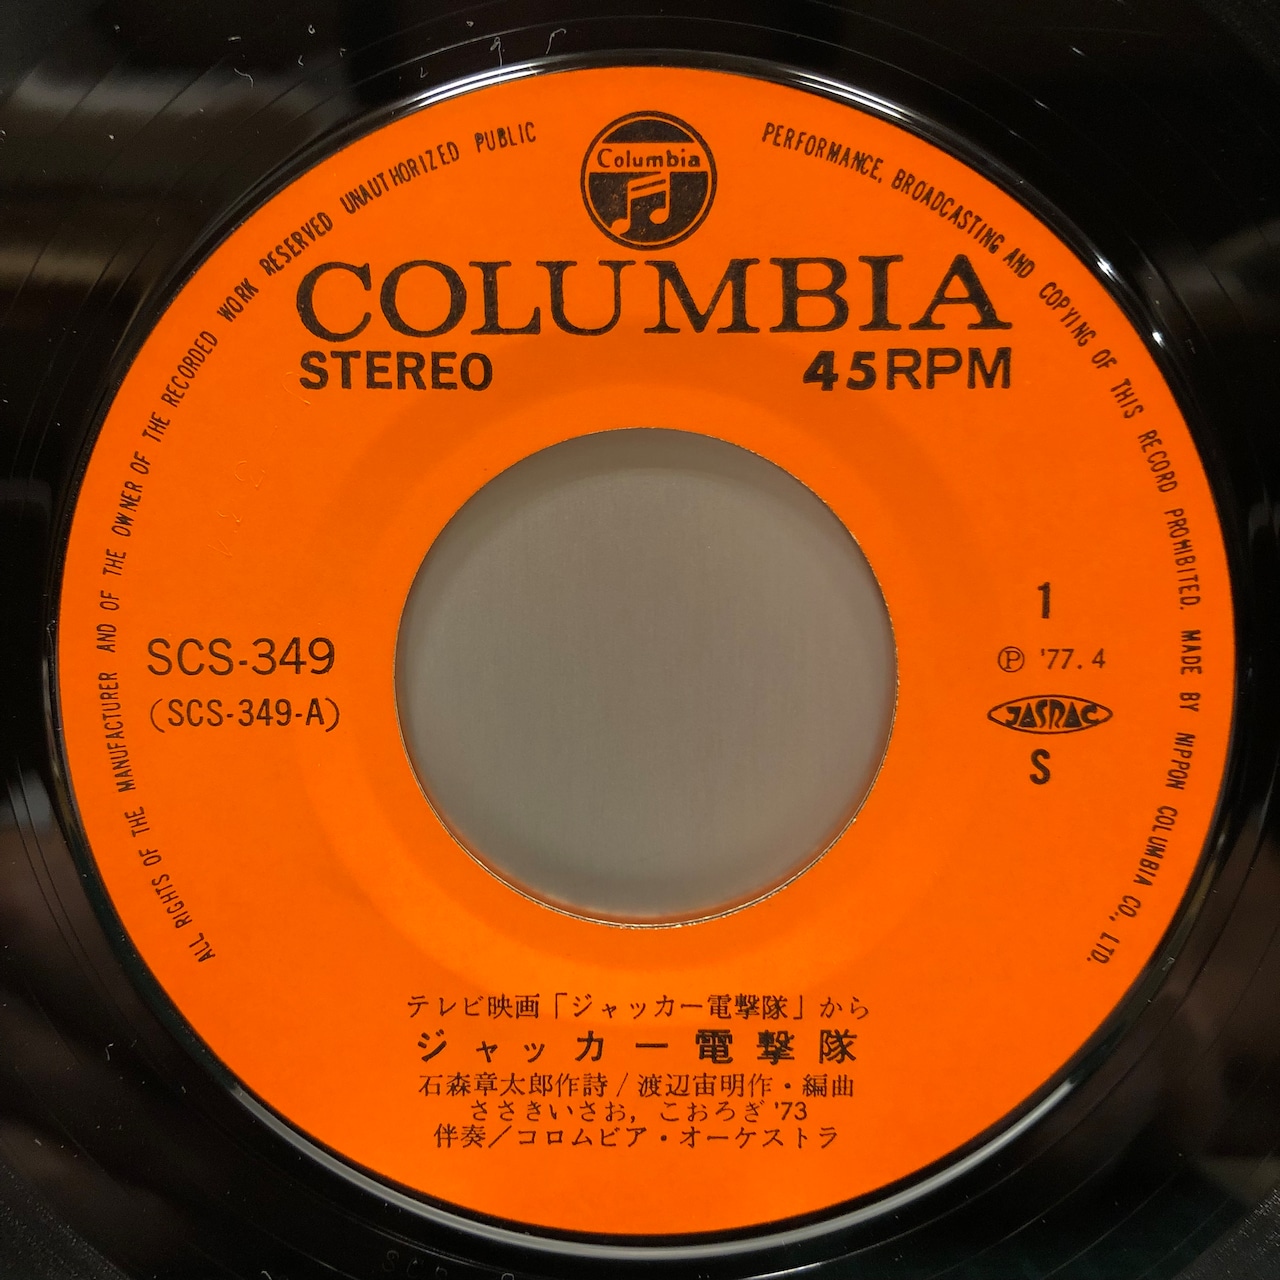 Columbia
ALL RIGHTS OF THE MANUFACTURER AND OF THE OWNER OF THE RECORDED WORK RESERVED UNAUTHORIZED PUBLIC PERFORMANCE, BROADCASTING AND COPYING OF THIS RECORD PROHIBITED. MADE BY NIPPON COLUMBIA CO., LTD.
COLUMBIA
STEREO 45RPM
SCS-349
(SCS-349-A)
1
Ⓟ '77. 4
JASRAC
S
テレビ映画「ジャッカー電撃隊」から
ジャッカー電撃隊
石森章太郎作詩/渡辺宙明作・編曲
ささきいさお, こおろぎ'73
伴奏/コロムビア・オーケストラ